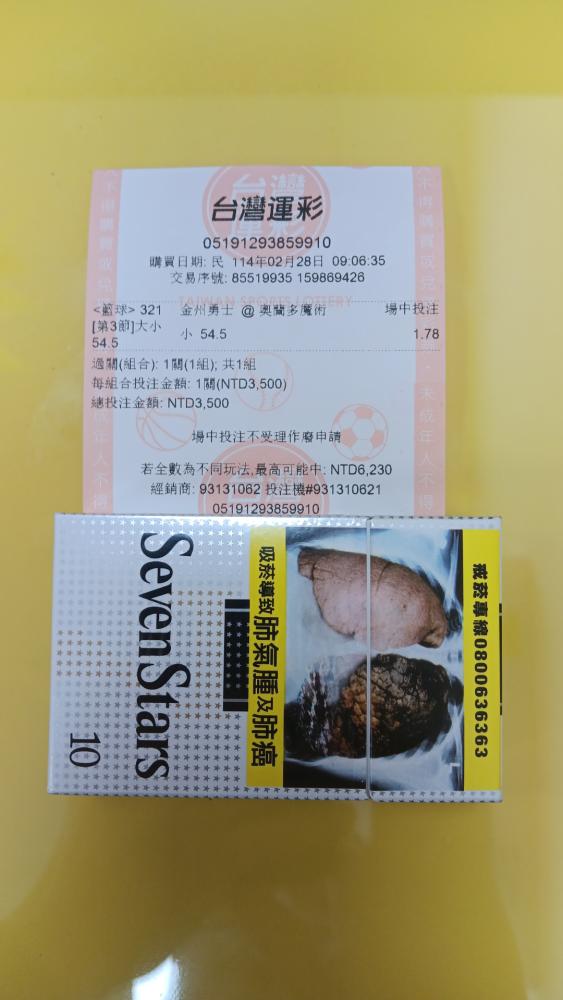 台灣運彩
05191293859910
購買日期: 民 114年02月28日 09:06:35
交易序號: 85519935 159869426
TAIWAN SPORTS LOTTERY
<籃球> 321 金州勇士 @ 奧蘭多魔術 場中投注
[第3節]大小
54.5
小 54.5 1.78
過關(組合): 1關(1組); 共1組
每組合投注金額: 1關(NTD3,500)
總投注金額: NTD3,500
場中投注不受理作廢申請
若全數為不同玩法,最高可能中: NTD6,230
經銷商: 93131062 投注機#931310621
05191293859910
Seven Stars
10
吸菸導致肺氣腫及肺癌
戒菸專線0800636363